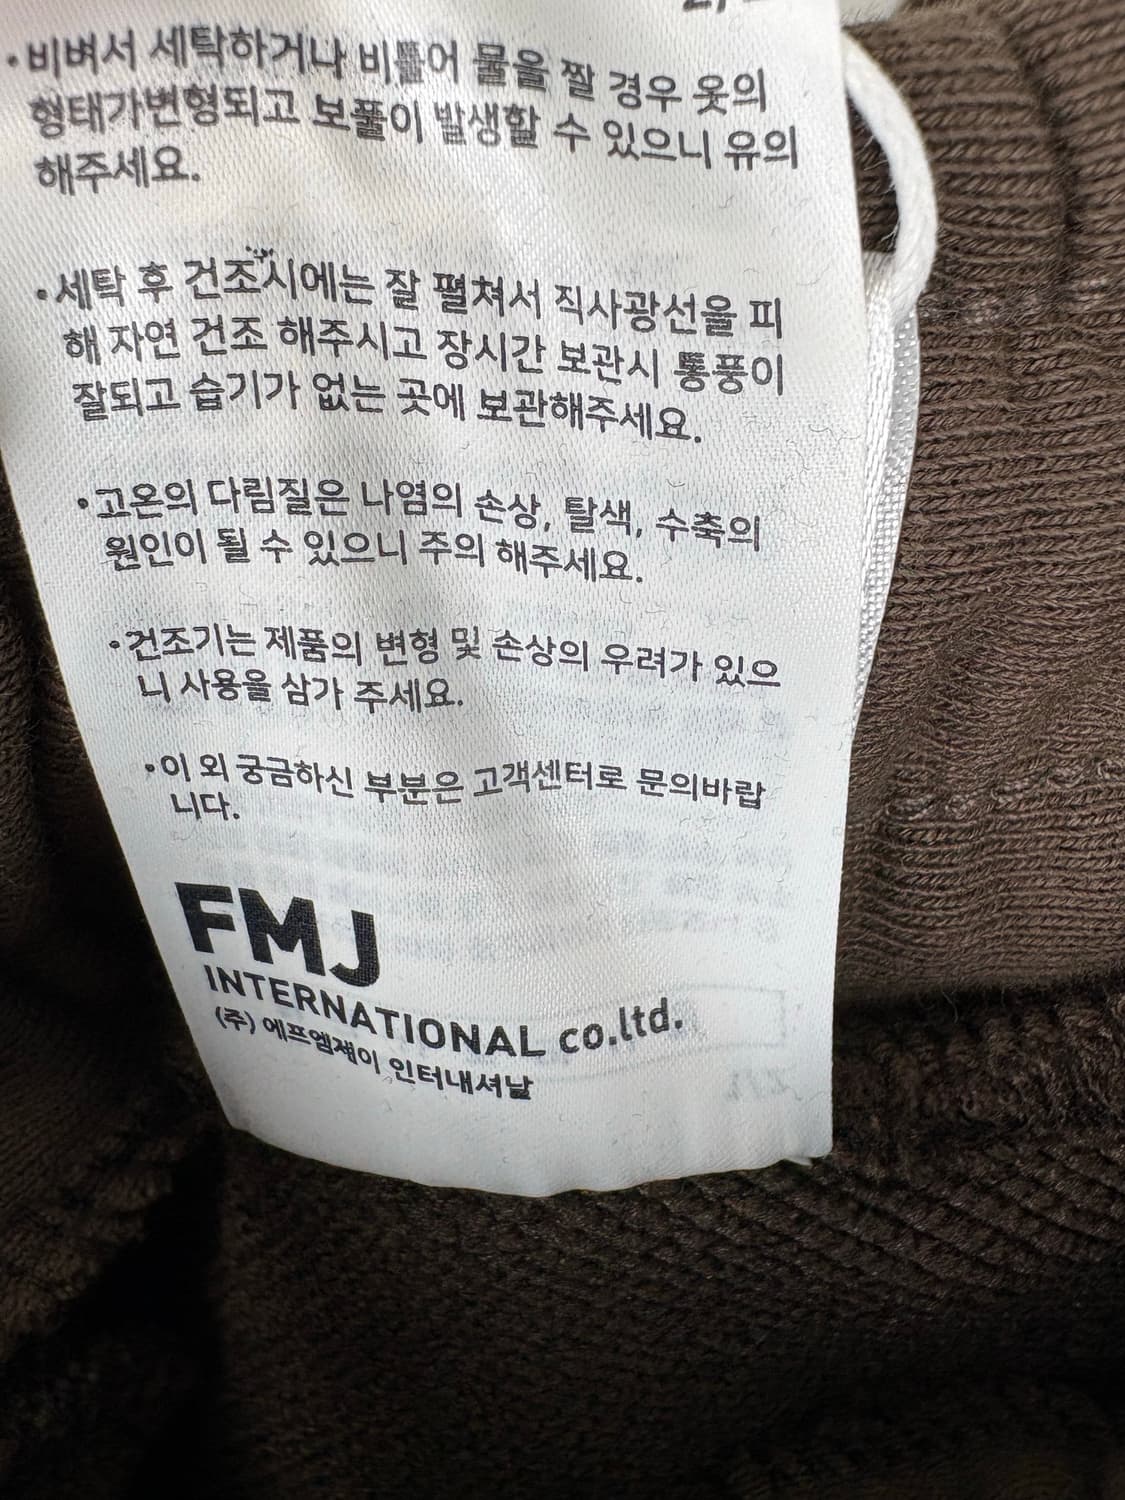 · 비벼서 세탁하거나 비틀어 물을 짤 경우 옷의
형태가변형되고 보풀이 발생할 수 있으니 유의
해주세요.
· 세탁 후 건조시에는 잘 펼쳐서 직사광선을 피
해 자연 건조 해주시고 장시간 보관시 통풍이
잘되고 습기가 없는 곳에 보관해주세요.
· 고온의 다림질은 나염의 손상, 탈색, 수축의
원인이 될 수 있으니 주의 해주세요.
· 건조기는 제품의 변형 및 손상의 우려가 있으
니 사용을 삼가 주세요.
· 이 외 궁금하신 부분은 고객센터로 문의바랍
니다.
FMJ
INTERNATIONAL co.ltd.
(주) 에프엠제이 인터내셔날